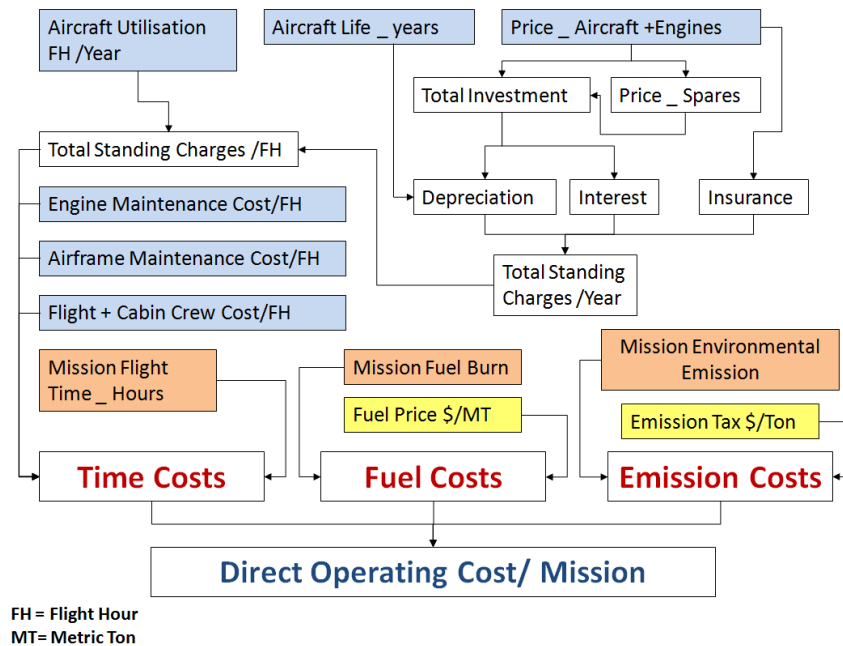 Aircraft Utilisation
FH /Year
Aircraft Life _ years
Price _ Aircraft +Engines
Total Investment
Price _ Spares
Total Standing Charges /FH
Depreciation
Interest
Insurance
Engine Maintenance Cost/FH
Airframe Maintenance Cost/FH
Total Standing
Charges /Year
Flight + Cabin Crew Cost/FH
Mission Flight
Time _ Hours
Mission Fuel Burn
Fuel Price $/MT
Mission Environmental
Emission
Emission Tax $/Ton
Time Costs
Fuel Costs
Emission Costs
Direct Operating Cost/ Mission
FH = Flight Hour
MT= Metric Ton